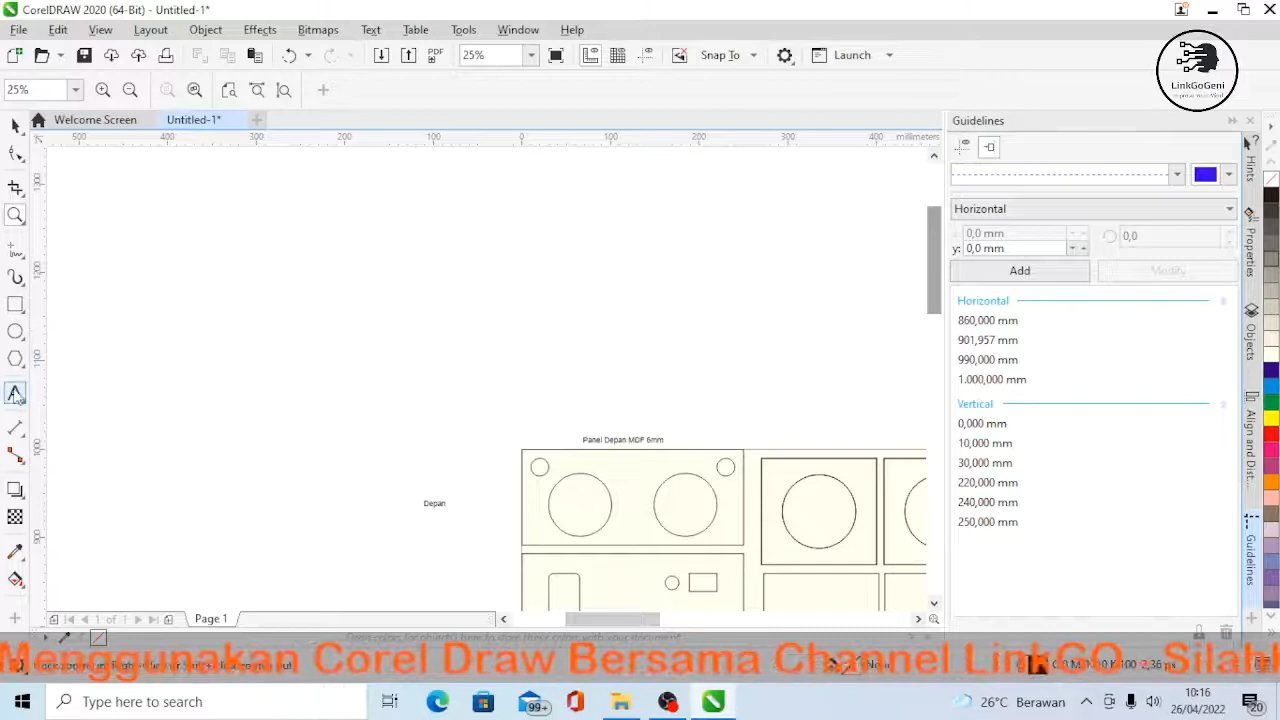 CorelDRAW 2020 (64-Bit) - Untitled-1*
File Edit View Layout Object Effects Bitmaps Text Table Tools Window Help
PDF 25% Snap To Launch
25%
LinkGoGeni
Welcome Screen Untitled-1*
500 400 300 200 100 0 100 200 300 400 millimeters
Guidelines
Horizontal
0,0 mm
y: 0,0 mm
0,0
Add Modify
Horizontal
860,000 mm
901,957 mm
990,000 mm
1.000,000 mm
Vertical
0,000 mm
10,000 mm
30,000 mm
220,000 mm
240,000 mm
250,000 mm
Hints
Properties
Objects
Align and Dist...
Guidelines
Panel Depan MDF 6mm
Depan
1 of 1 Page 1
Menggunakan Corel Draw Bersama Channel LinkGO. Silahk
Type here to search
99+
26°C Berawan
0:16
26/04/2022
20